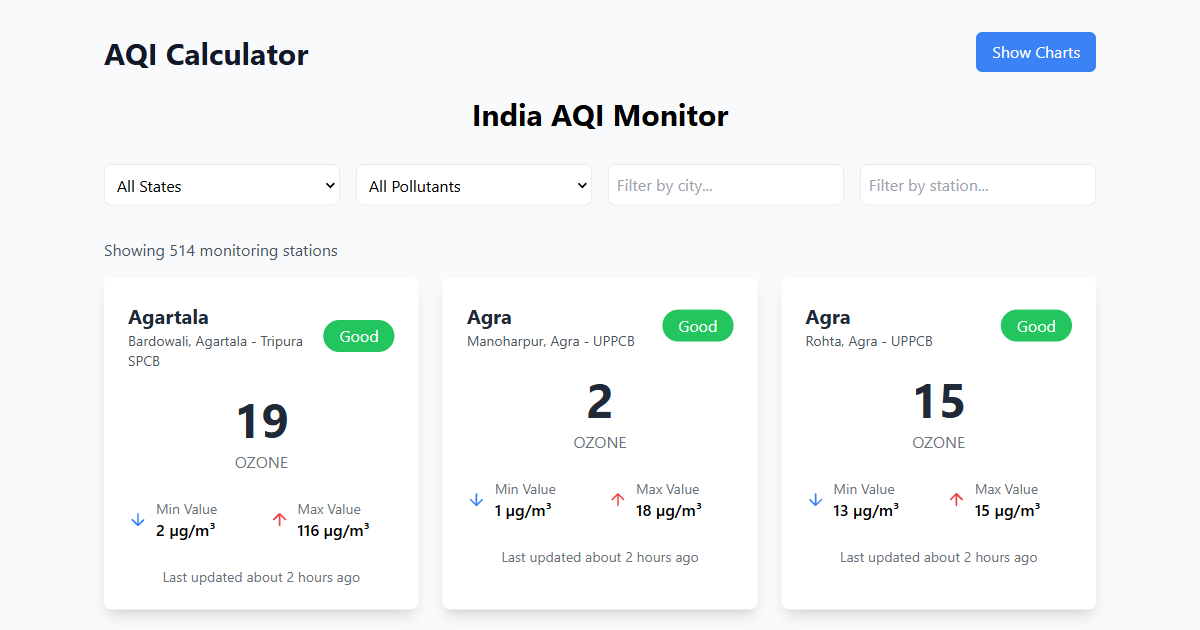 AQI Calculator
Show Charts
India AQI Monitor
All States
All Pollutants
Filter by city...
Filter by station...
Showing 514 monitoring stations
Agartala
Bardowali, Agartala - Tripura
SPCB
Good
19
OZONE
Min Value
2 µg/m³
Max Value
116 µg/m³
Last updated about 2 hours ago
Agra
Manoharpur, Agra - UPPCB
Good
2
OZONE
Min Value
1 µg/m³
Max Value
18 µg/m³
Last updated about 2 hours ago
Agra
Rohta, Agra - UPPCB
Good
15
OZONE
Min Value
13 µg/m³
Max Value
15 µg/m³
Last updated about 2 hours ago